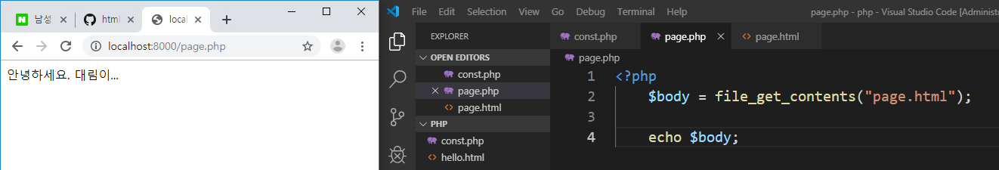 남성
html
local
localhost:8000/page.php
안녕하세요. 대림이...
File Edit Selection View Go Debug Terminal Help
page.php - php - Visual Studio Code [Administ
EXPLORER
OPEN EDITORS
const.php
page.php
page.html
PHP
const.php
hello.html
const.php
page.php
page.html
page.php
1 <?php
2 $body = file_get_contents("page.html");
3
4 echo $body;